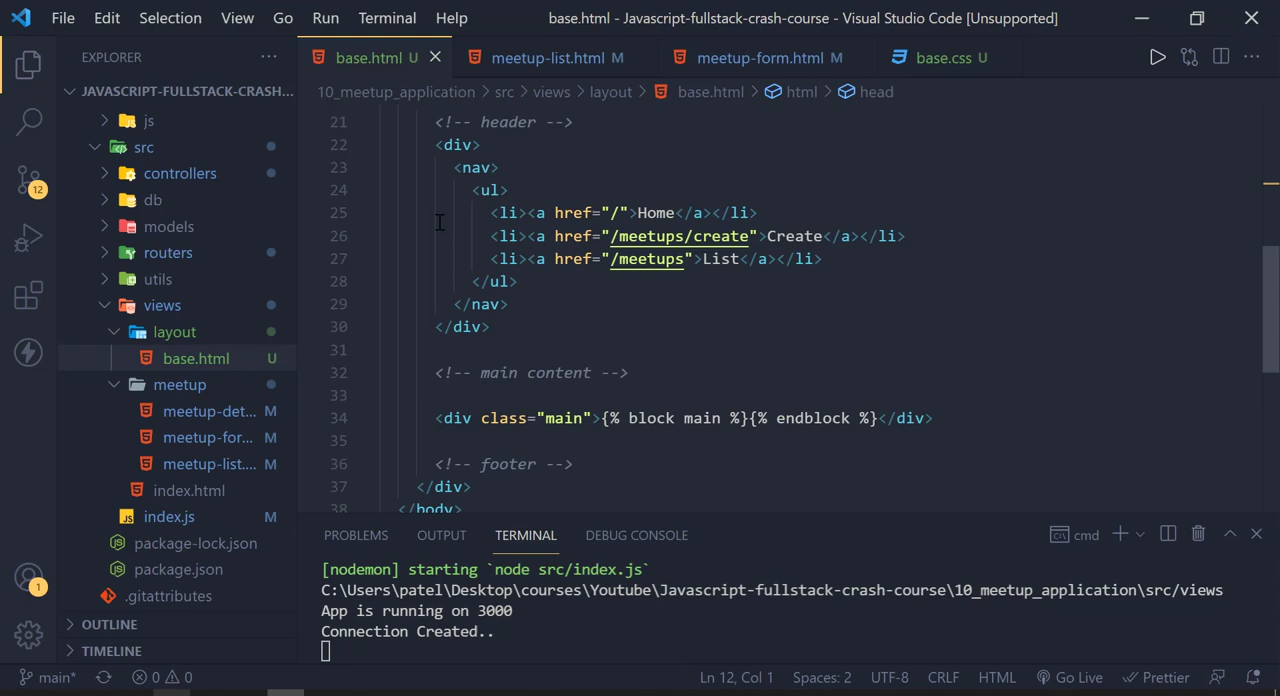 File Edit Selection View Go Run Terminal Help
base.html - Javascript-fullstack-crash-course - Visual Studio Code [Unsupported]
EXPLORER
JAVASCRIPT-FULLSTACK-CRASH...
js
src
controllers
db
models
routers
utils
views
layout
base.html U
meetup
meetup-det... M
meetup-for... M
meetup-list.... M
index.html
index.js M
package-lock.json
package.json
.gitattributes
OUTLINE
TIMELINE
12
1
base.html U meetup-list.html M meetup-form.html M base.css U
10_meetup_application > src > views > layout > base.html > html > head
21 <!-- header -->
22 <div>
23 <nav>
24 <ul>
25 <li><a href="/">Home</a></li>
26 <li><a href="/meetups/create">Create</a></li>
27 <li><a href="/meetups">List</a></li>
28 </ul>
29 </nav>
30 </div>
31
32 <!-- main content -->
33
34 <div class="main">{% block main %}{% endblock %}</div>
35
36 <!-- footer -->
37 </div>
38 </body>
PROBLEMS OUTPUT TERMINAL DEBUG CONSOLE
cmd
[nodemon] starting `node src/index.js`
C:\Users\patel\Desktop\courses\Youtube\Javascript-fullstack-crash-course\10_meetup_application\src/views
App is running on 3000
Connection Created..
main* 0 0 Ln 12, Col 1 Spaces: 2 UTF-8 CRLF HTML Go Live Prettier